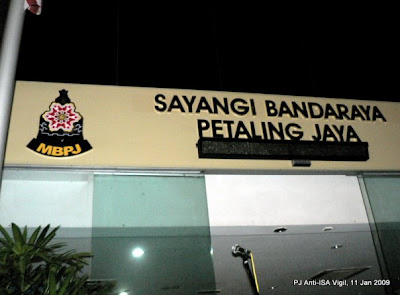 SAYANGI BANDARAYA
PETALING JAYA
MBPJ
PJ Anti-ISA Vigil, 11 Jan 2009